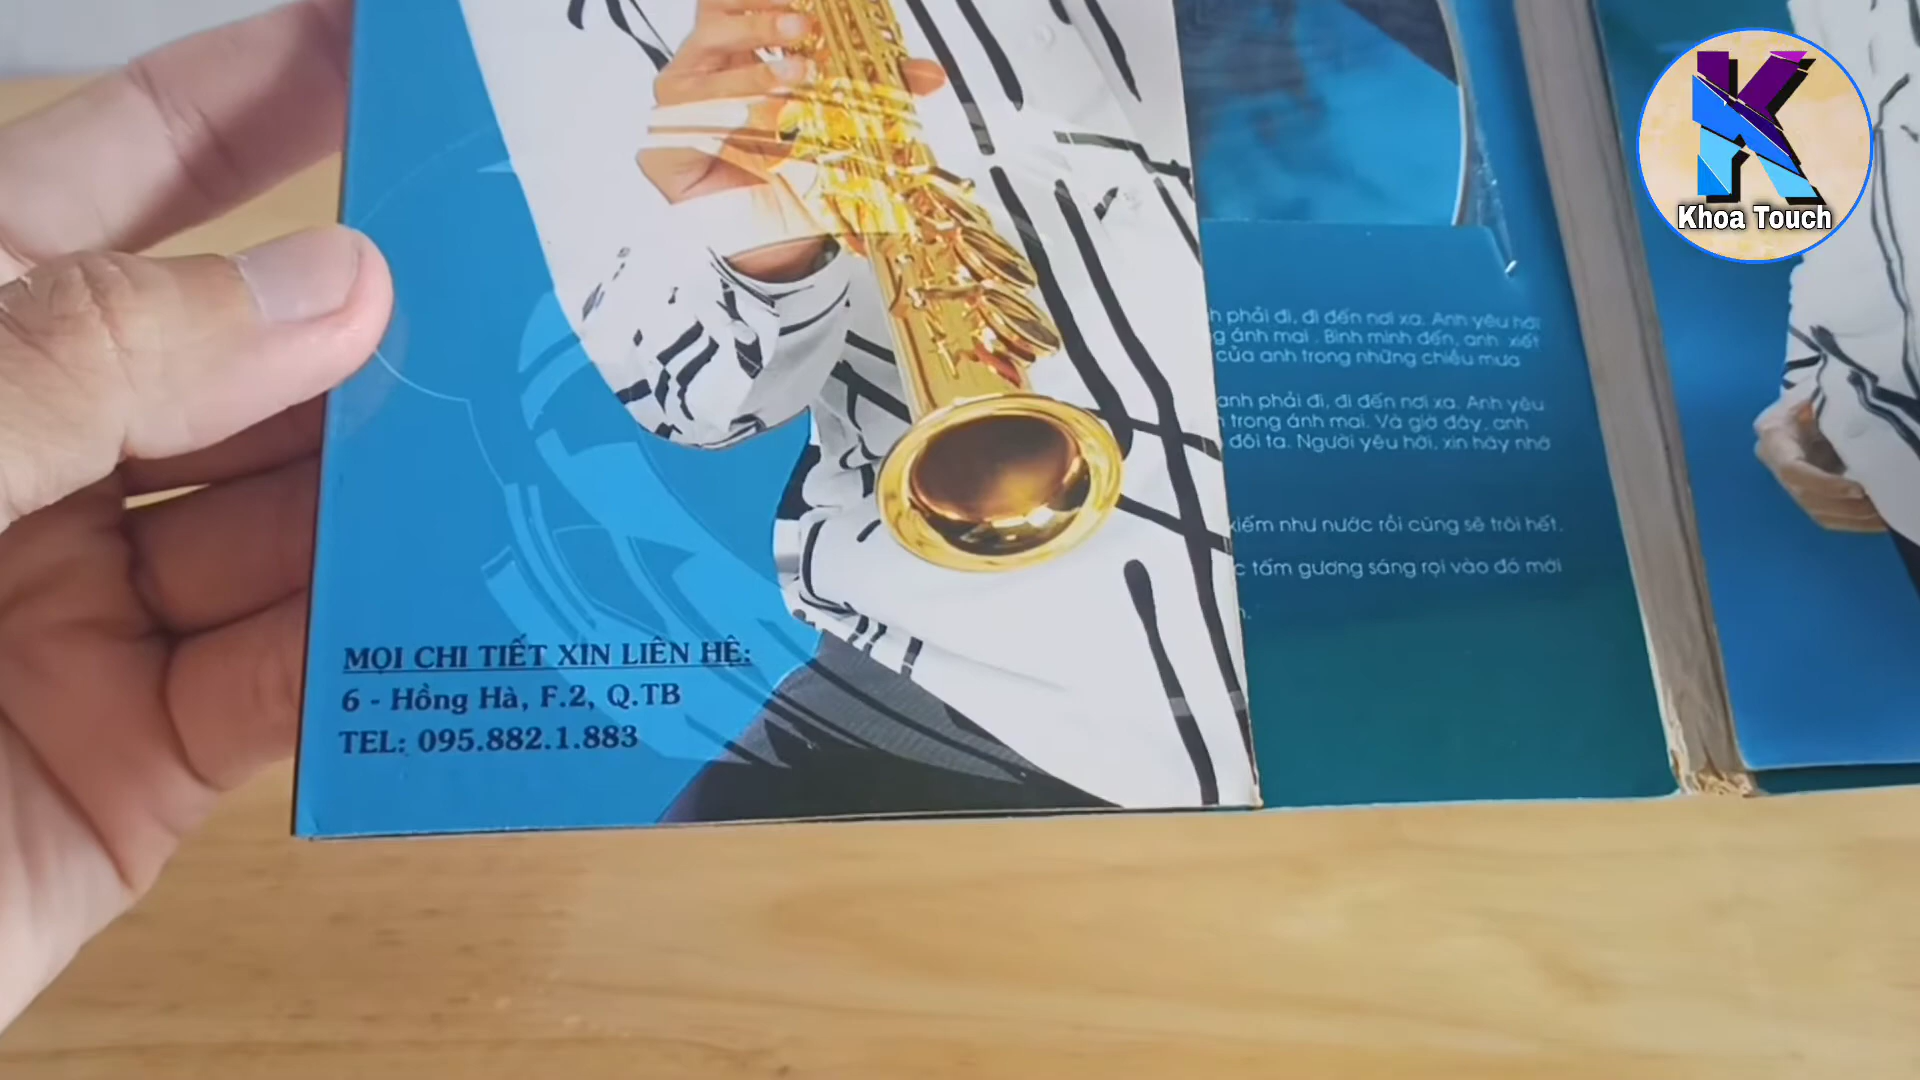 Khoa Touch
phải đi, đi đến nơi xa. Anh yêu hỡi
ánh mai . Bình minh đến, anh xiết
của anh trong những chiều mưa
anh phải đi, đi đến nơi xa. Anh yêu
trong ánh mai. Và giờ đây, anh
đôi ta. Người yêu hỡi, xin hãy nhớ
kiếm như nước rồi cũng sẽ trôi hết.
tấm gương sáng rọi vào đó mới
MỌI CHI TIẾT XIN LIÊN HỆ:
6 - Hồng Hà, F.2, Q.TB
TEL: 095.882.1.883